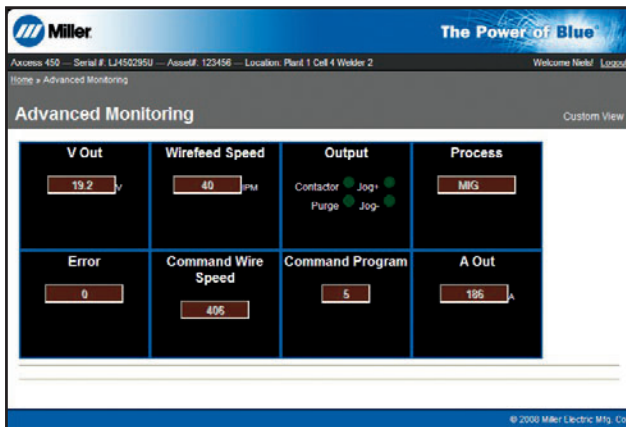 Miller
The Power of Blue®
Axcess 450 --- Serial #: LJ450295U --- Asset#: 123456 --- Location: Plant 1 Cell 4 Welder 2
Welcome Niels! Logout
Home » Advanced Monitoring
Advanced Monitoring
Custom View
V Out
Wirefeed Speed
Output
Process
19.2 V
40 IPM
Contactor Jog+
Purge Jog-
MIG
Error
Command Wire Speed
Command Program
A Out
0
406
5
186 A
© 2008 Miller Electric Mfg. Co